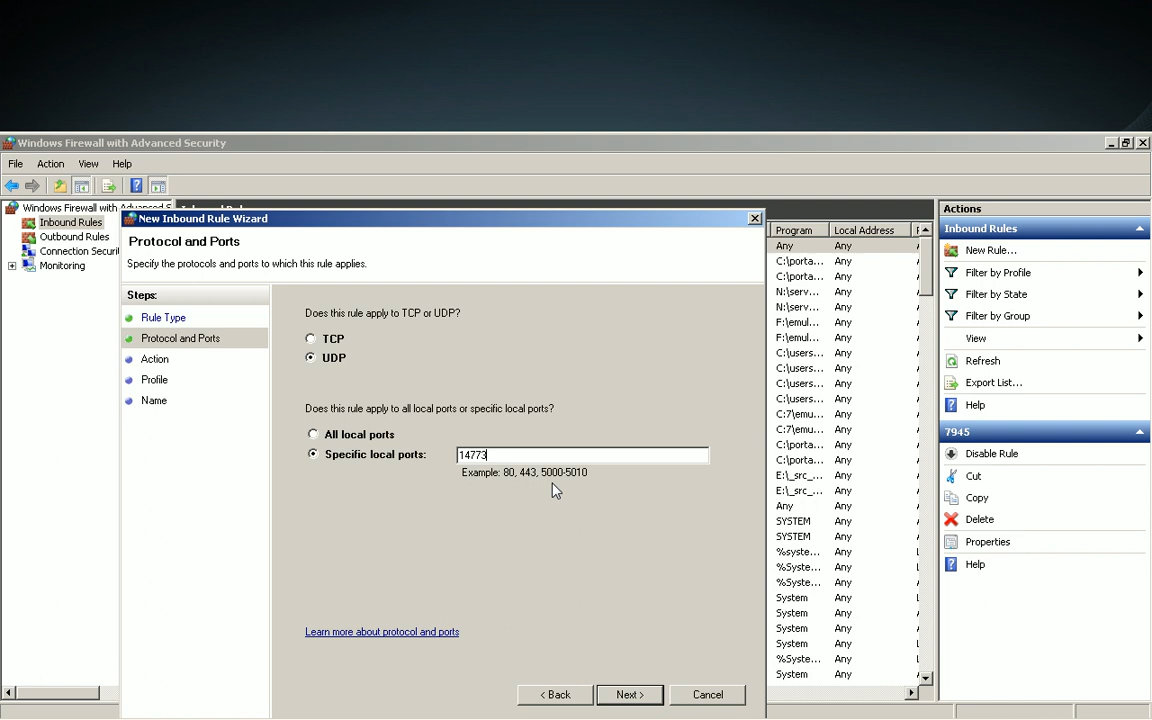 Windows Firewall with Advanced Security
File Action View Help
Windows Firewall with Advanced S
Inbound Rules
Outbound Rules
Connection Securi
Monitoring
New Inbound Rule Wizard
Protocol and Ports
Specify the protocols and ports to which this rule applies.
Steps:
Rule Type
Protocol and Ports
Action
Profile
Name
Does this rule apply to TCP or UDP?
TCP
UDP
Does this rule apply to all local ports or specific local ports?
All local ports
Specific local ports: 14773
Example: 80, 443, 5000-5010
Learn more about protocol and ports
< Back Next > Cancel
Program Local Address
Any Any
C:\porta... Any
C:\porta... Any
N:\serv... Any
N:\serv... Any
F:\emul... Any
F:\emul... Any
C:\users... Any
C:\users... Any
C:\users... Any
C:\users... Any
C:7\emu... Any
C:7\emu... Any
C:\porta... Any
C:\porta... Any
E:\_src_... Any
E:\_src_... Any
Any Any
SYSTEM Any
SYSTEM Any
%syste... Any
%Syste... Any
%Syste... Any
System Any
System Any
System Any
System Any
%Syste... Any
System Any
Actions
Inbound Rules
New Rule...
Filter by Profile
Filter by State
Filter by Group
View
Refresh
Export List...
Help
7945
Disable Rule
Cut
Copy
Delete
Properties
Help